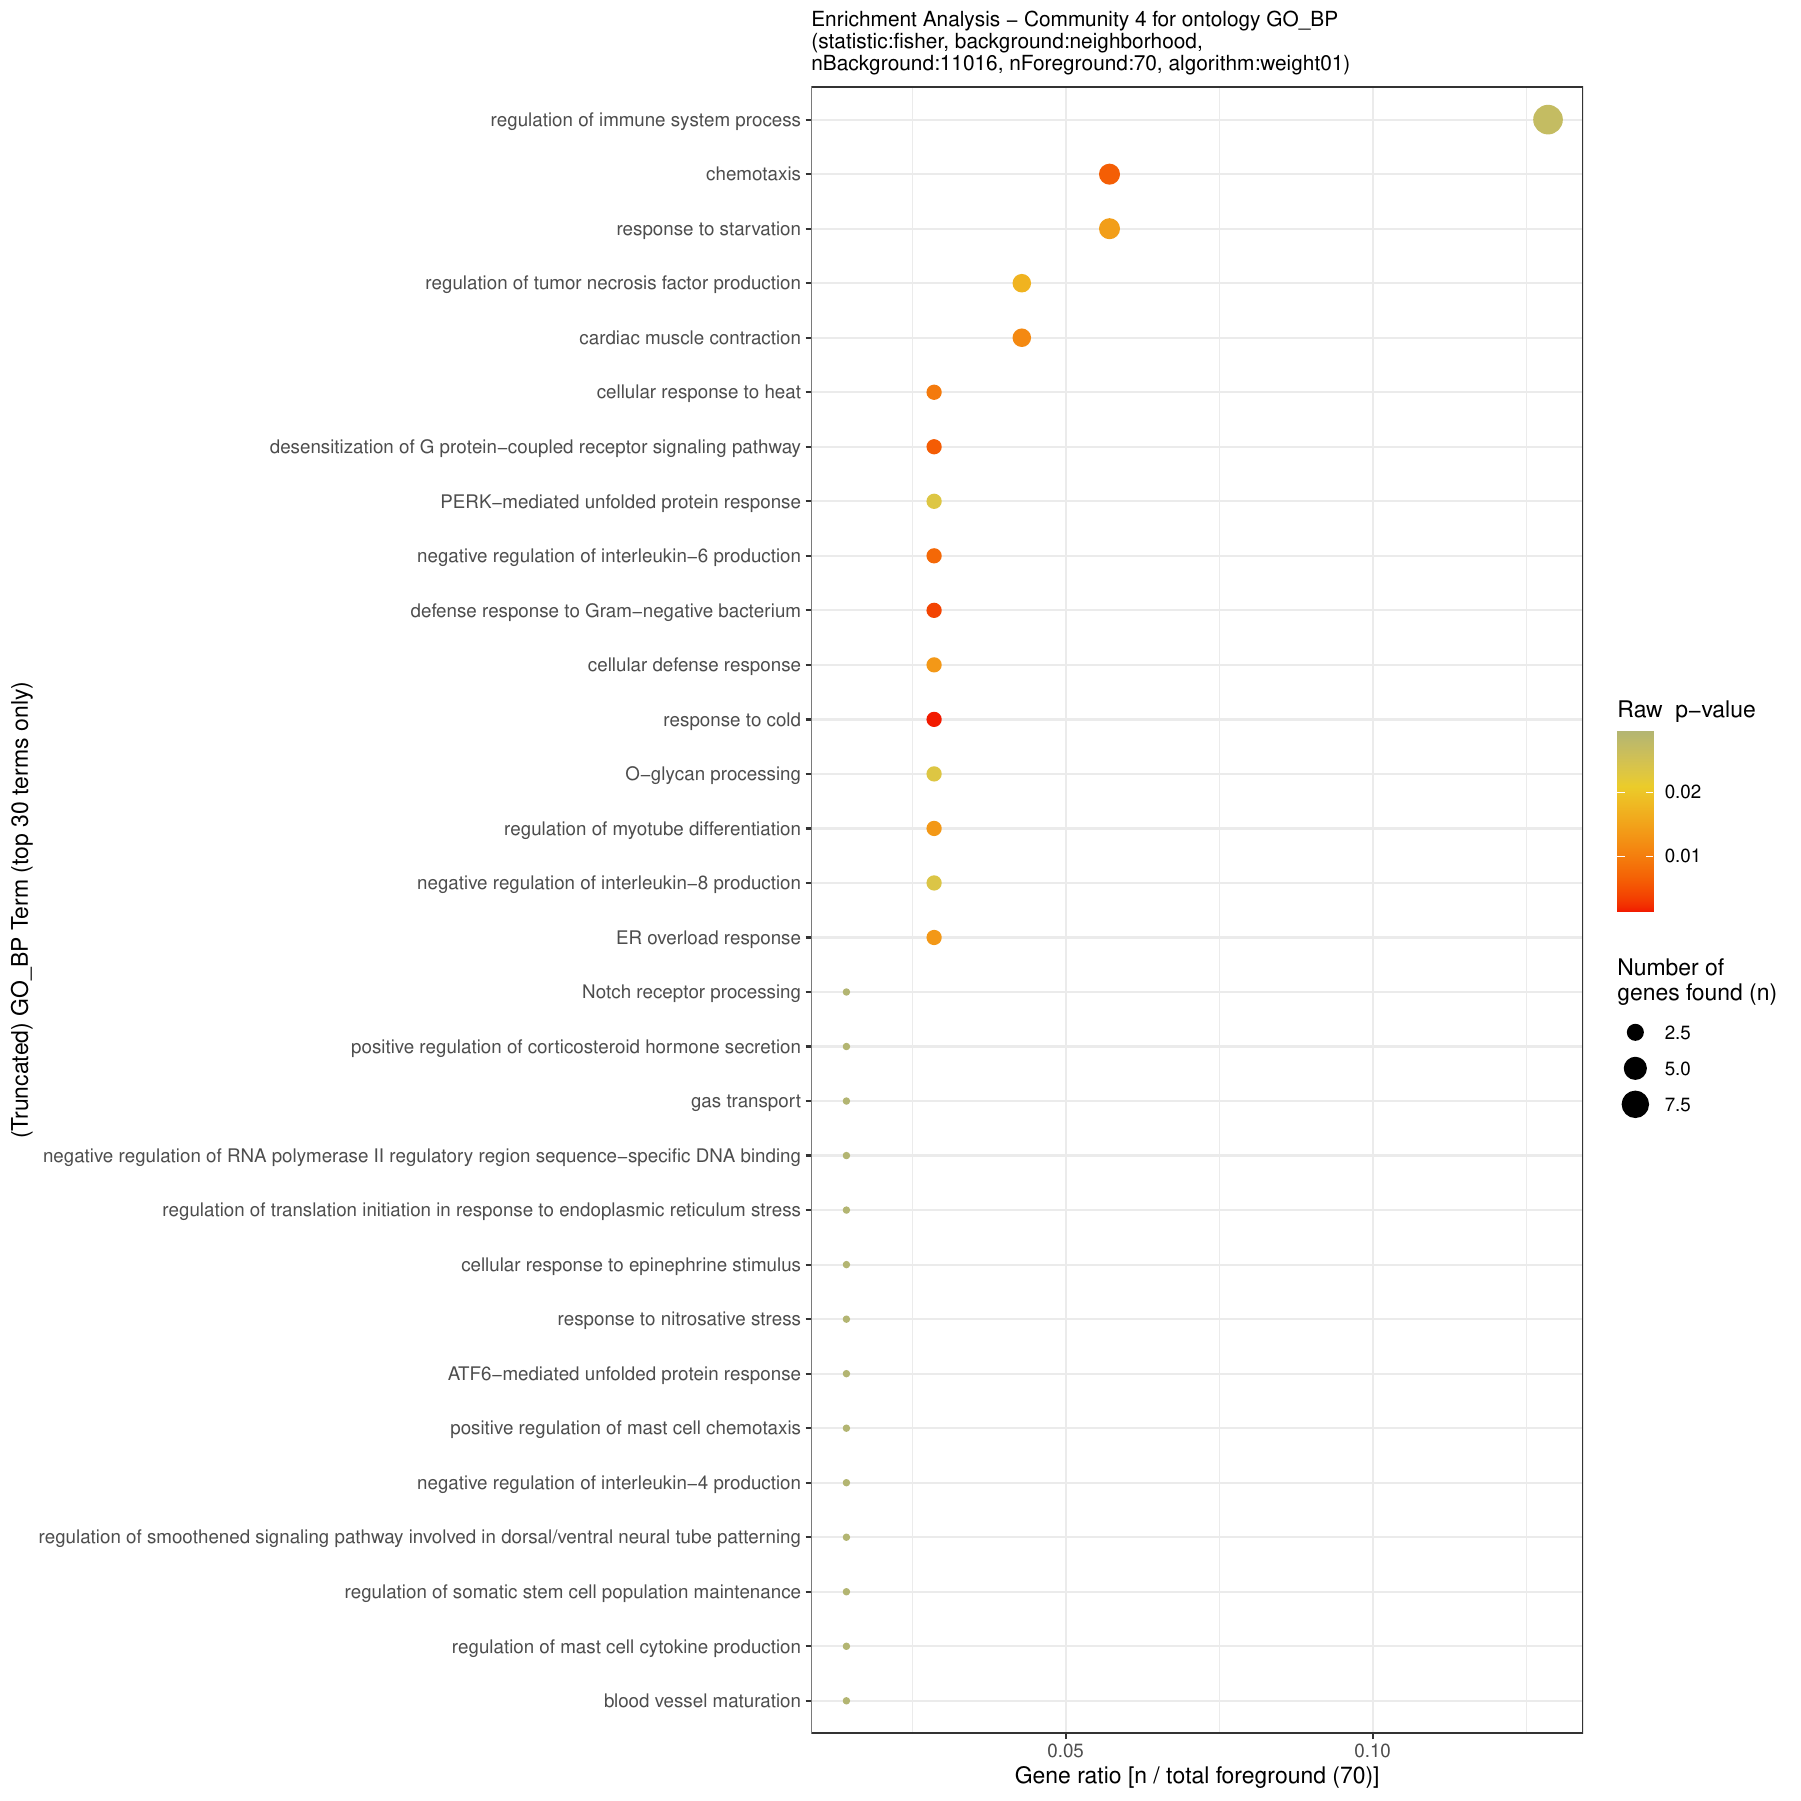 Enrichment Analysis − Community 4 for ontology GO_BP
(statistic:fisher, background:neighborhood,
nBackground:11016, nForeground:70, algorithm:weight01)
(Truncated) GO_BP Term (top 30 terms only)
regulation of immune system process
chemotaxis
response to starvation
regulation of tumor necrosis factor production
cardiac muscle contraction
cellular response to heat
desensitization of G protein−coupled receptor signaling pathway
PERK−mediated unfolded protein response
negative regulation of interleukin−6 production
defense response to Gram−negative bacterium
cellular defense response
response to cold
O−glycan processing
regulation of myotube differentiation
negative regulation of interleukin−8 production
ER overload response
Notch receptor processing
positive regulation of corticosteroid hormone secretion
gas transport
negative regulation of RNA polymerase II regulatory region sequence−specific DNA binding
regulation of translation initiation in response to endoplasmic reticulum stress
cellular response to epinephrine stimulus
response to nitrosative stress
ATF6−mediated unfolded protein response
positive regulation of mast cell chemotaxis
negative regulation of interleukin−4 production
regulation of smoothened signaling pathway involved in dorsal/ventral neural tube patterning
regulation of somatic stem cell population maintenance
regulation of mast cell cytokine production
blood vessel maturation
0.05
0.10
Gene ratio [n / total foreground (70)]
Raw p−value
0.02
0.01
Number of
genes found (n)
2.5
5.0
7.5